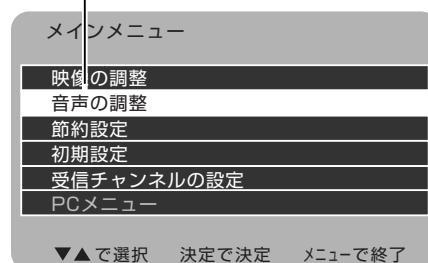 メインメニュー
映像の調整
音声の調整
節約設定
初期設定
受信チャンネルの設定
PCメニュー
▼▲で選択 決定で決定 メニューで終了